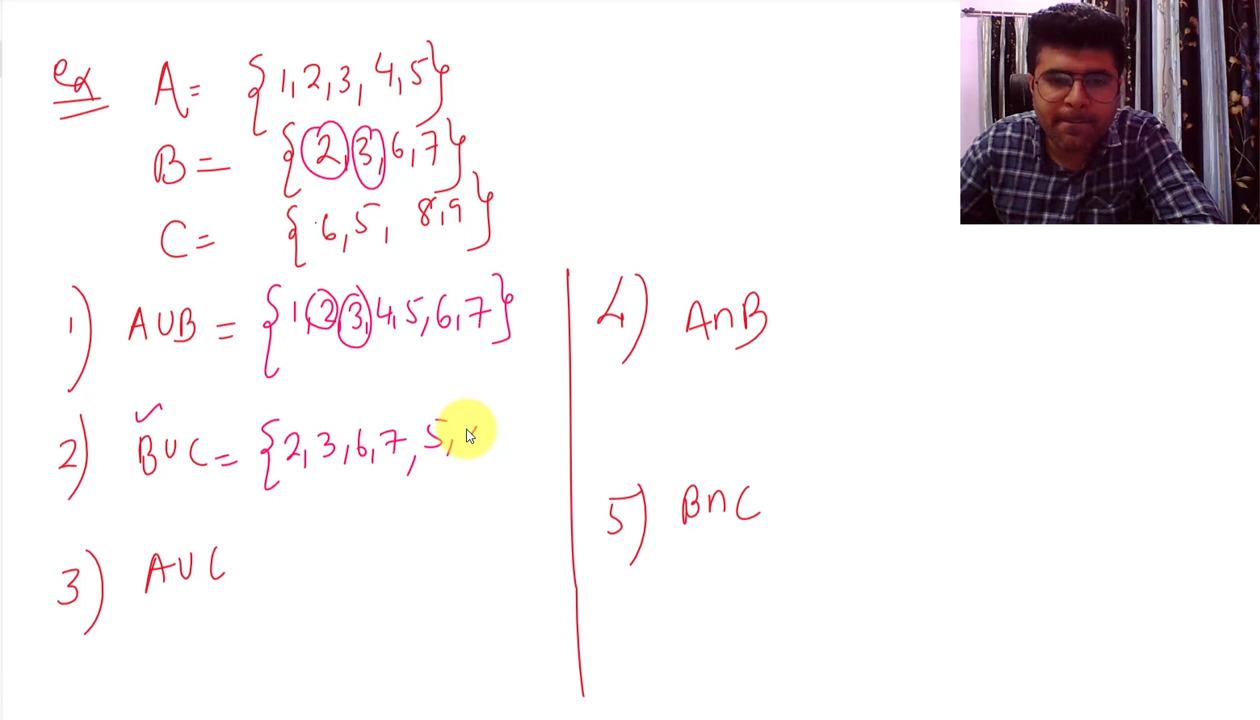 ex A = {1, 2, 3, 4, 5}
B = {2, 3, 6, 7}
C = {6, 5, 8, 9}
1) A∪B = {1, 2, 3, 4, 5, 6, 7}
2) B∪C = {2, 3, 6, 7, 5,
3) A∪C
4) A∩B
5) B∩C